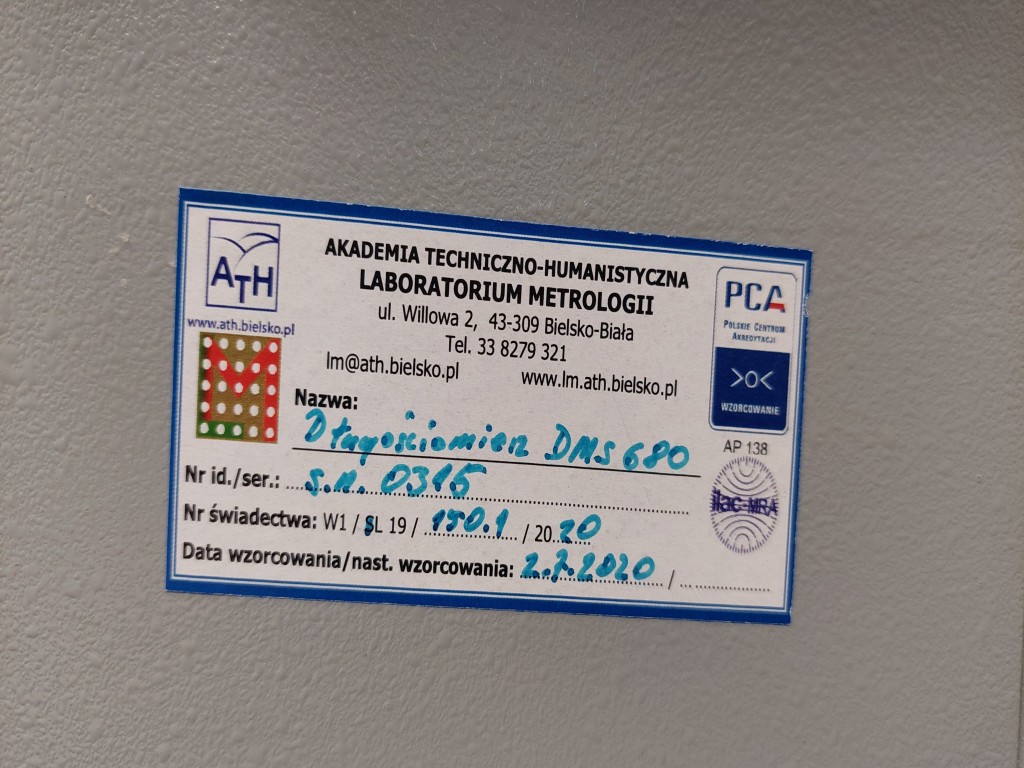 ATH
www.ath.bielsko.pl
AKADEMIA TECHNICZNO-HUMANISTYCZNA
LABORATORIUM METROLOGII
ul. Willowa 2, 43-309 Bielsko-Biała
Tel. 33 8279 321
lm@ath.bielsko.pl www.lm.ath.bielsko.pl
PCA
POLSKIE CENTRUM
AKREDYTACJI
WZORCOWANIE
AP 138
ilac-MRA
Nazwa:
Długościomierz DMS 680
Nr id./ser.: s.n. 0315
Nr świadectwa: W1 / SL 19 / 150.1 / 2020
Data wzorcowania/nast. wzorcowania: 2.7.2020 /